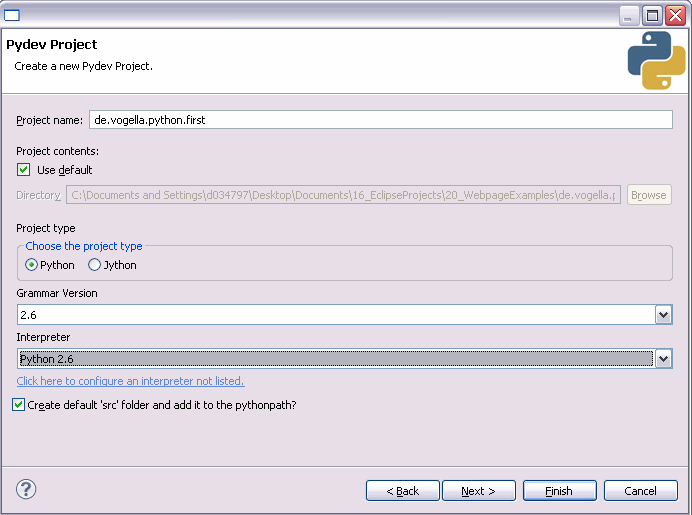 Pydev Project
Create a new Pydev Project.
Project name: de.vogella.python.first
Project contents:
Use default
Directory C:\Documents and Settings\d034797\Desktop\Documents\16_EclipseProjects\20_WebpageExamples\de.vogella.p Browse
Project type
Choose the project type
Python Jython
Grammar Version
2.6
Interpreter
Python 2.6
Click here to configure an interpreter not listed.
Create default 'src' folder and add it to the pythonpath?
? < Back Next > Finish Cancel